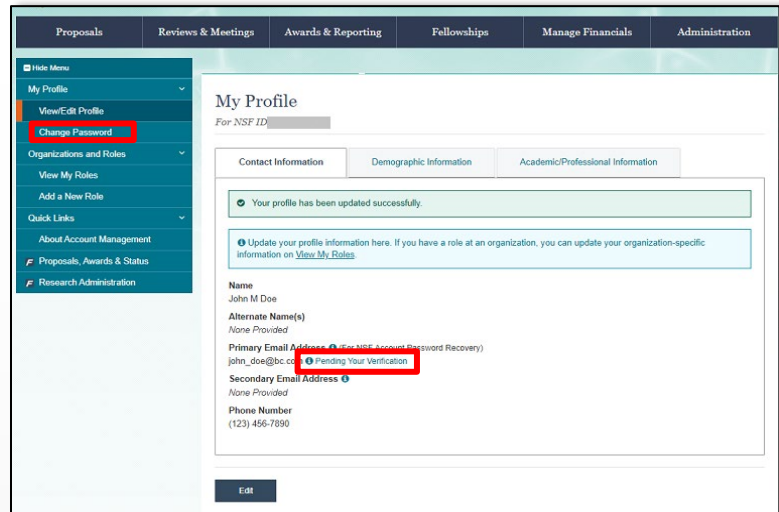 Proposals Reviews & Meetings Awards & Reporting Fellowships Manage Financials Administration
Hide Menu
My Profile
View/Edit Profile
Change Password
Organizations and Roles
View My Roles
Add a New Role
Quick Links
About Account Management
Proposals, Awards & Status
Research Administration
My Profile
For NSF ID
Contact Information Demographic Information Academic/Professional Information
Your profile has been updated successfully.
Update your profile information here. If you have a role at an organization, you can update your organization-specific
information on View My Roles.
Name
John M Doe
Alternate Name(s)
None Provided
Primary Email Address (For NSF Account Password Recovery)
john_doe@bc.com Pending Your Verification
Secondary Email Address
None Provided
Phone Number
(123) 456-7890
Edit